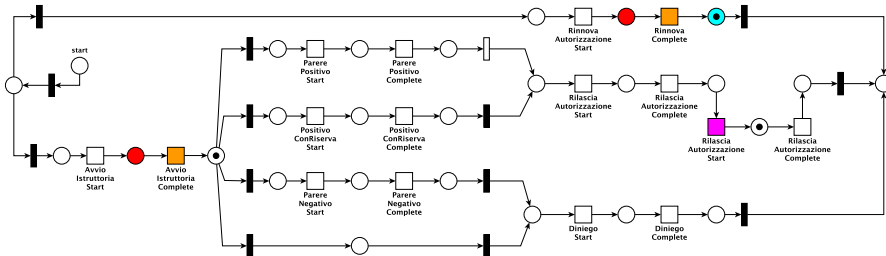 start
Rinnova
Autorizzazione
Start
Rinnova
Complete
Parere
Positivo
Start
Parere
Positivo
Complete
Rilascia
Autorizzazione
Start
Rilascia
Autorizzazione
Complete
Positivo
ConRiserva
Start
Positivo
ConRiserva
Complete
Rilascia
Autorizzazione
Start
Rilascia
Autorizzazione
Complete
Avvio
Istruttoria
Start
Avvio
Istruttoria
Complete
Parere
Negativo
Start
Parere
Negativo
Complete
Diniego
Start
Diniego
Complete